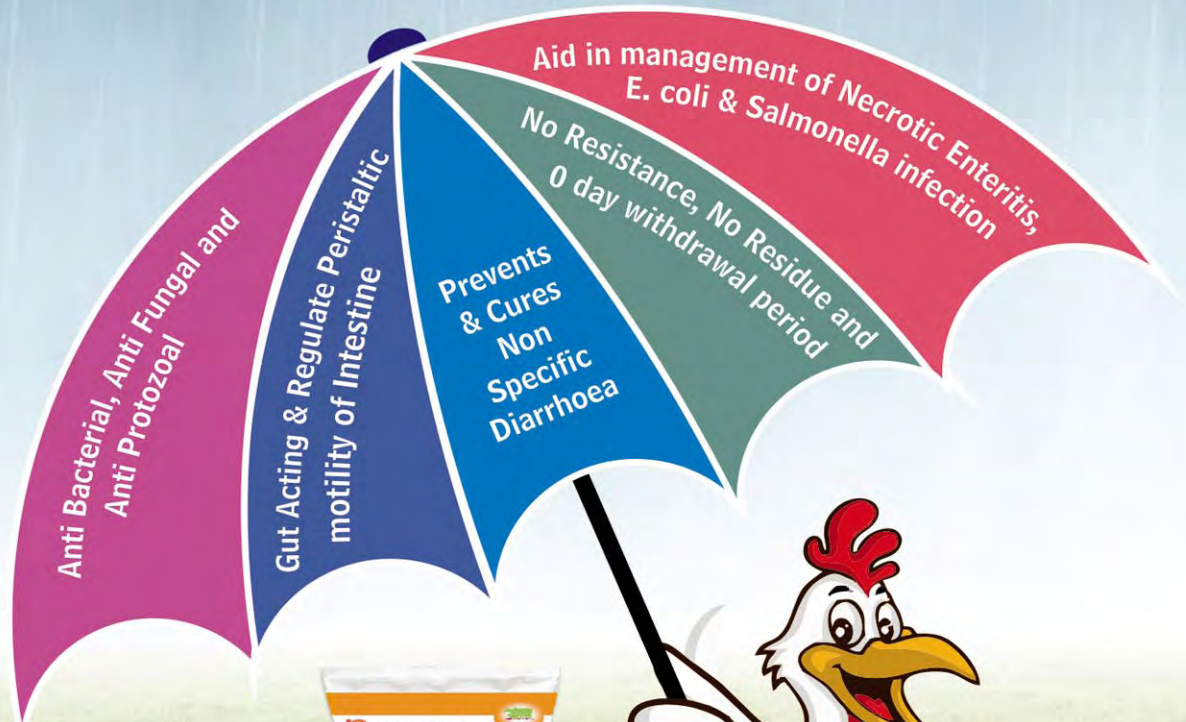 Anti Bacterial, Anti Fungal and
Anti Protozoal
Gut Acting & Regulate Peristaltic
motility of Intestine
Prevents
& Cures
Non
Specific
Diarrhoea
No Resistance, No Residue and
0 day withdrawal period
Aid in management of Necrotic Enteritis,
E. coli & Salmonella infection